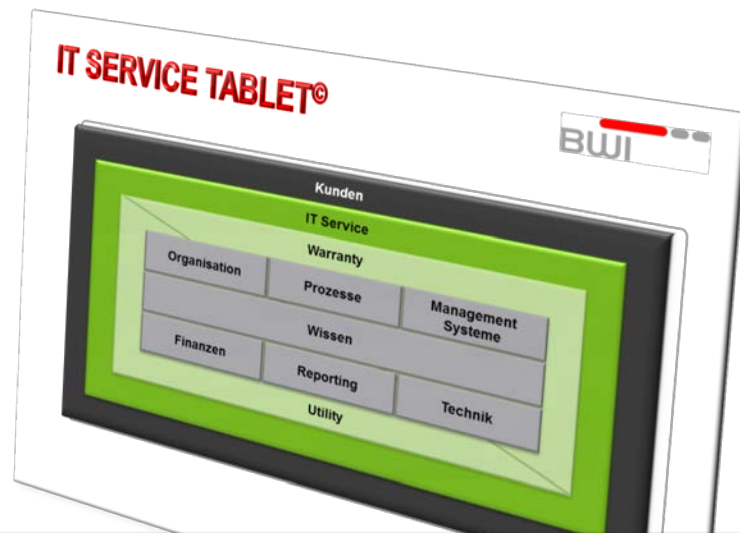 IT SERVICE TABLET©
BWI
Kunden
IT Service
Warranty
Organisation
Prozesse
Management
Systeme
Wissen
Finanzen
Reporting
Technik
Utility